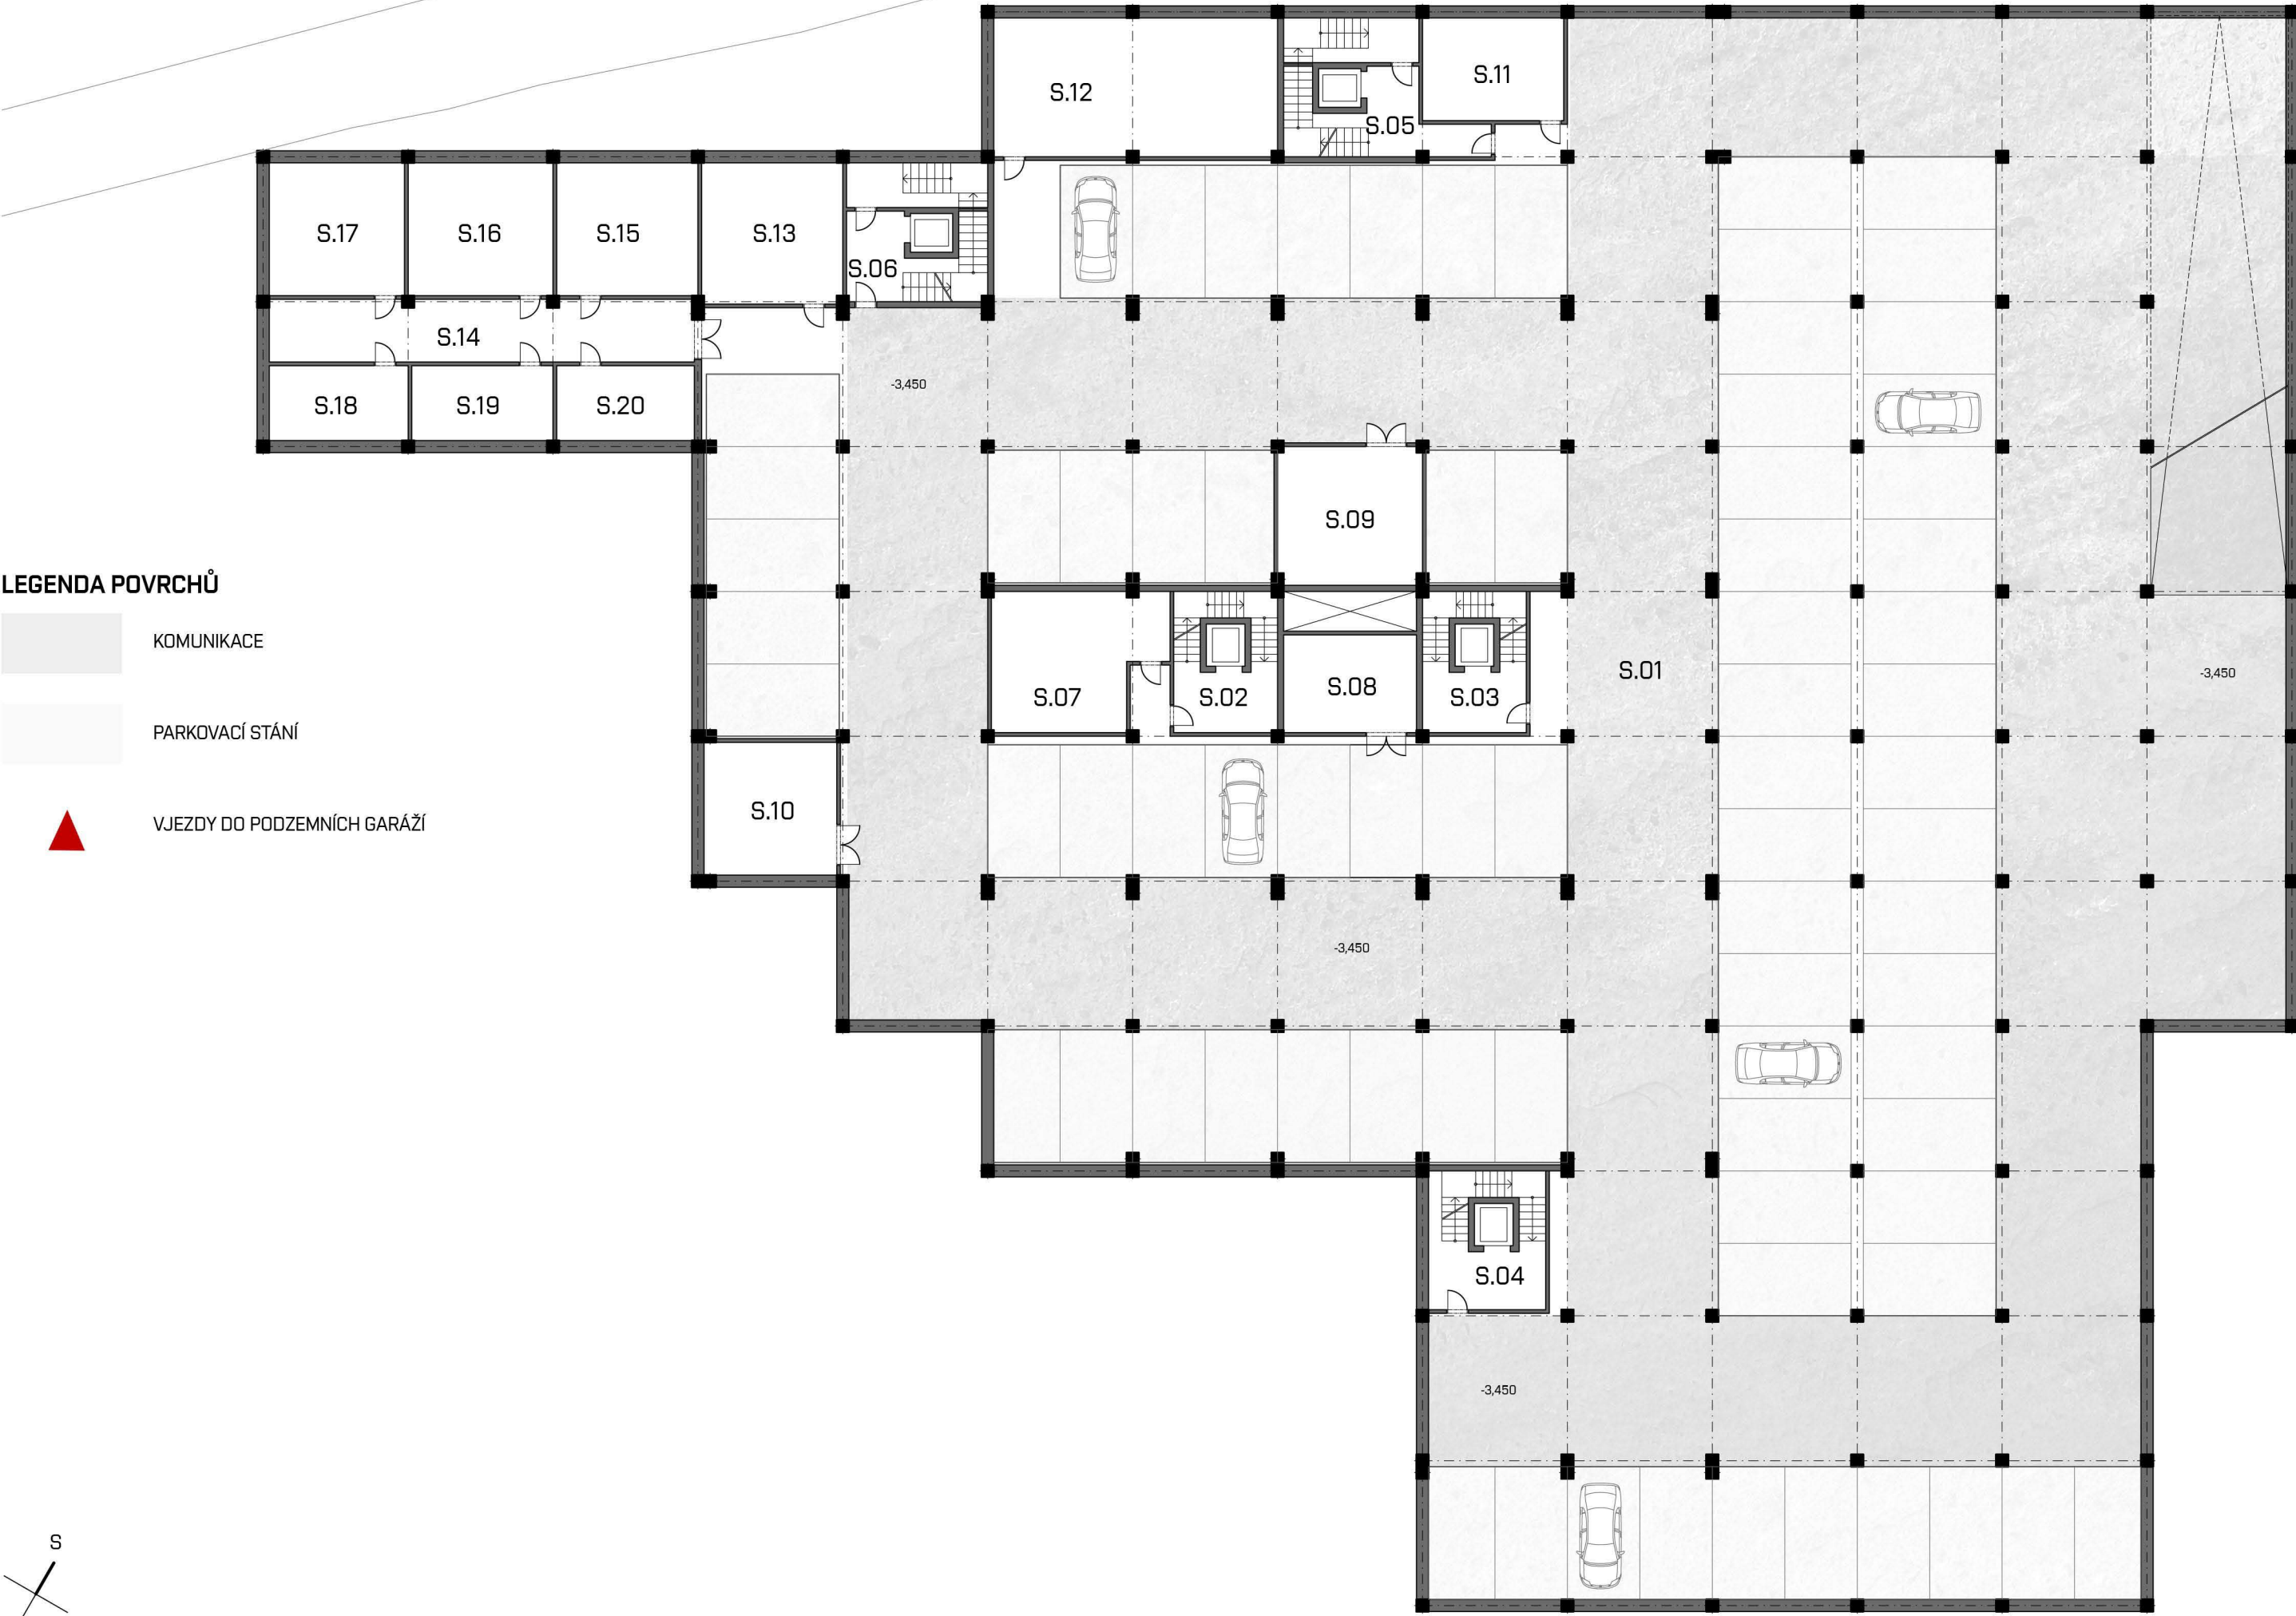 S.12
S.11
S.05
S.17
S.16
S.15
S.13
S.06
S.14
-3,450
S.18
S.19
S.20
S.09
LEGENDA POVRCHŮ
KOMUNIKACE
PARKOVACÍ STÁNÍ
VJEZDY DO PODZEMNÍCH GARÁŽÍ
S.07
S.02
S.08
S.03
S.01
-3,450
S.10
-3,450
S.04
-3,450
S